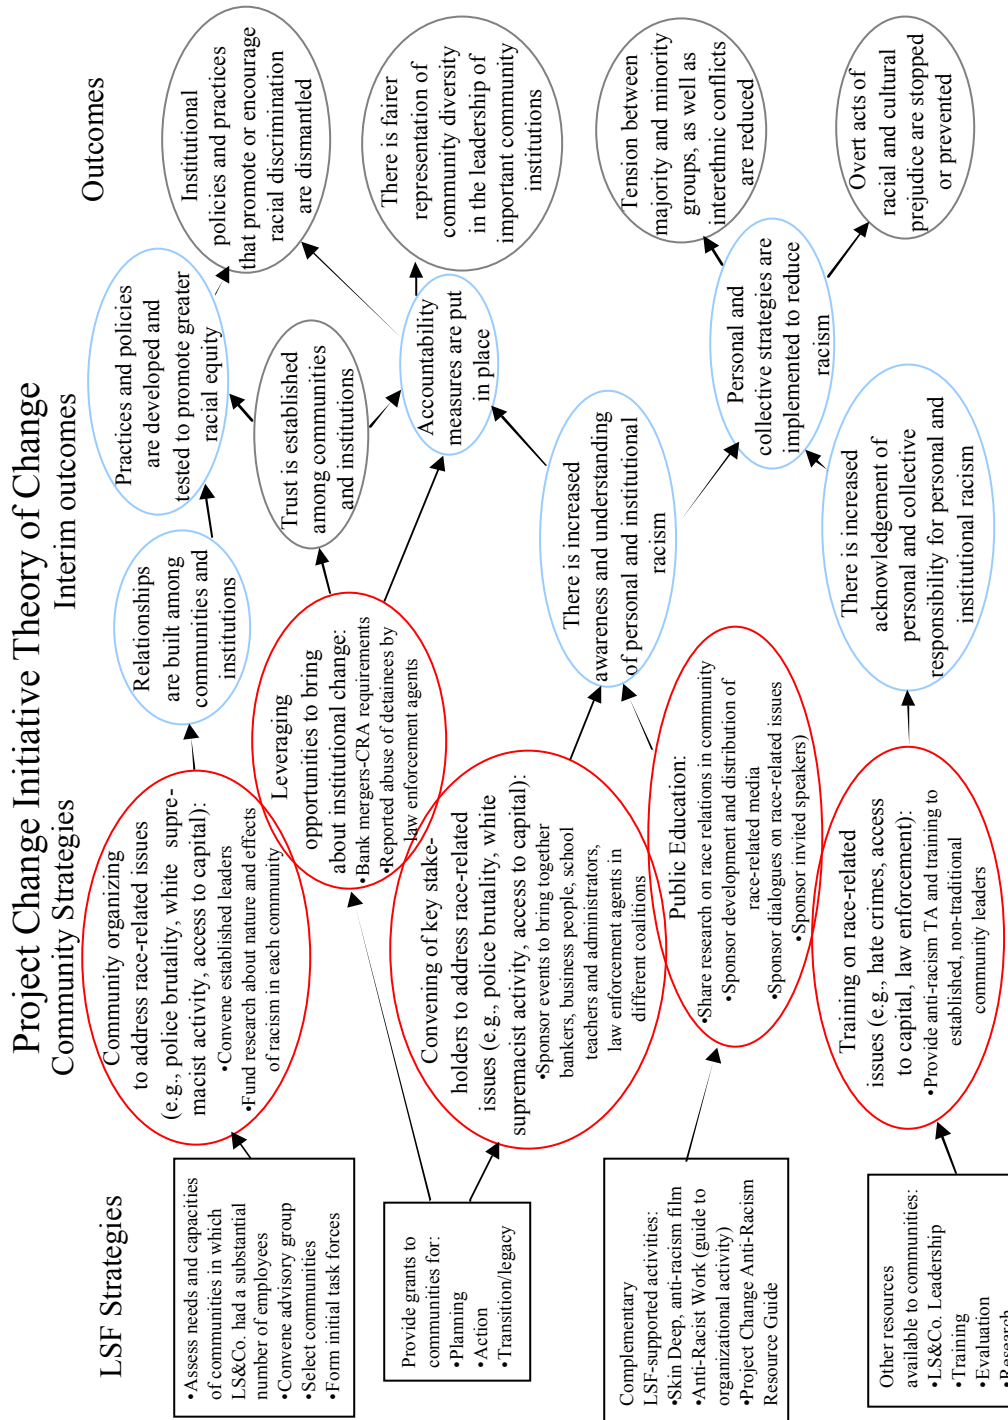 Project Change Initiative Theory of Change
LSF Strategies
Community Strategies
Interim outcomes
Outcomes
•Assess needs and capacities
of communities in which
LS&Co. had a substantial
number of employees
•Convene advisory group
•Select communities
•Form initial task forces
Provide grants to
communities for:
•Planning
•Action
•Transition/legacy
Complementary
LSF-supported activities:
•Skin Deep, anti-racism film
•Anti-Racist Work (guide to
organizational activity)
•Project Change Anti-Racism
Resource Guide
Other resources
available to communities:
•LS&Co. Leadership
•Training
•Evaluation
•Research
Community organizing
to address race-related issues
(e.g., police brutality, white supre-
macist activity, access to capital):
•Convene established leaders
•Fund research about nature and effects
of racism in each community
Leveraging
opportunities to bring
about institutional change:
•Bank mergers-CRA requirements
•Reported abuse of detainees by
law enforcement agents
Convening of key stake-
holders to address race-related
issues (e.g., police brutality, white
supremacist activity, access to capital):
•Sponsor events to bring together
bankers, business people, school
teachers and administrators,
law enforcement agents in
different coalitions
Public Education:
•Share research on race relations in community
•Sponsor development and distribution of
race-related media
•Sponsor dialogues on race-related issues
•Sponsor invited speakers)
Training on race-related
issues (e.g., hate crimes, access
to capital, law enforcement):
•Provide anti-racism TA and training to
established, non-traditional
community leaders
Relationships
are built among
communities and
institutions
Practices and policies
are developed and
tested to promote greater
racial equity
Trust is established
among communities
and institutions
Accountability
measures are put
in place
There is increased
awareness and understanding
of personal and institutional
racism
Personal and
collective strategies are
implemented to reduce
racism
There is increased
acknowledgement of
personal and collective
responsibility for personal and
institutional racism
Institutional
policies and practices
that promote or encourage
racial discrimination
are dismantled
There is fairer
representation of
community diversity
in the leadership of
important community
institutions
Tension between
majority and minority
groups, as well as
interethnic conflicts
are reduced
Overt acts of
racial and cultural
prejudice are stopped
or prevented